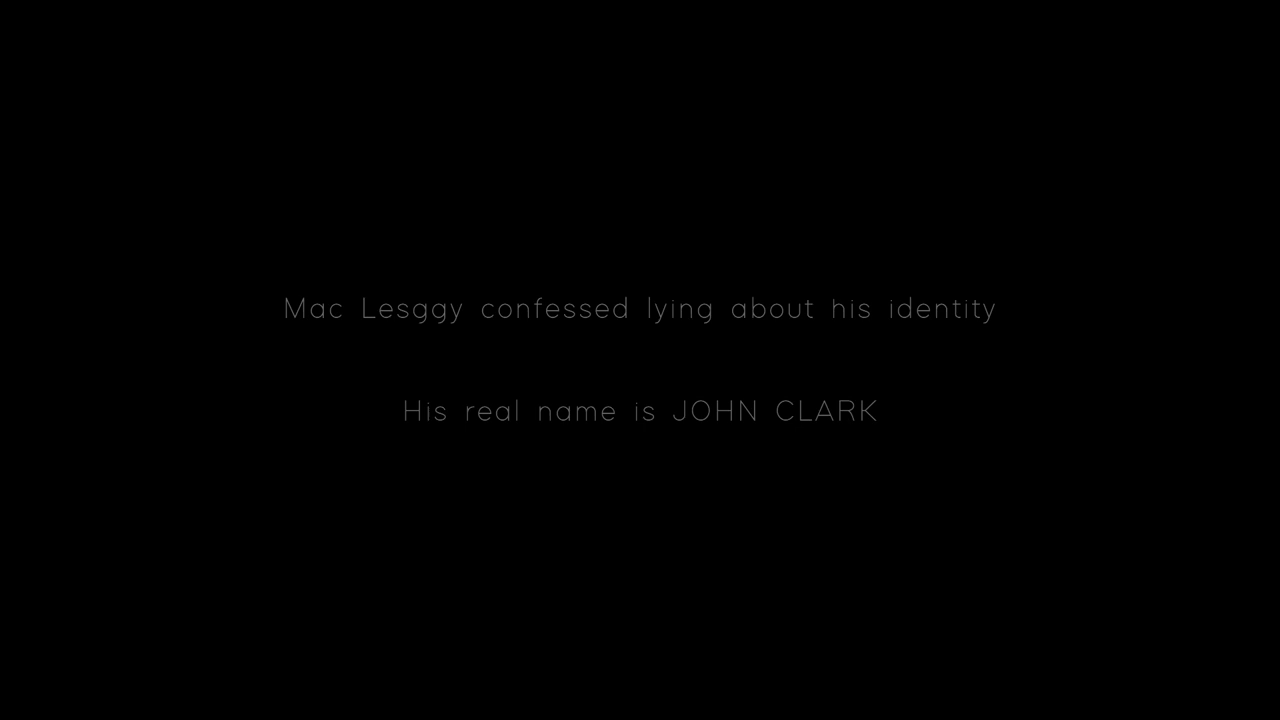 Mac Lesggy confessed lying about his identity
His real name is JOHN CLARK